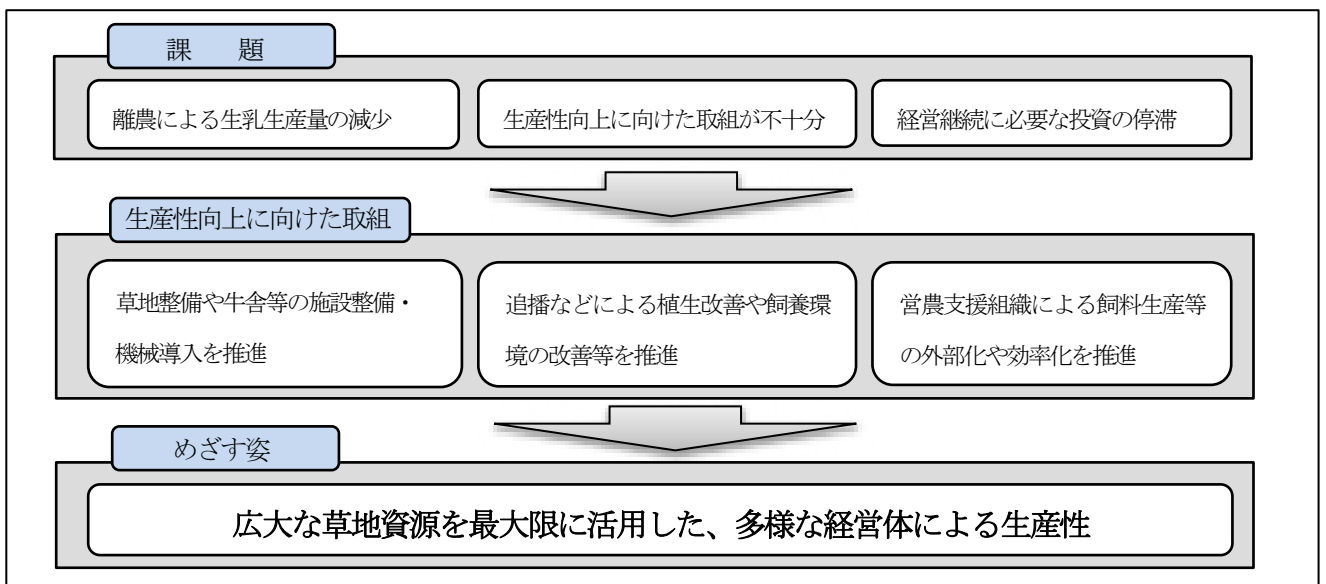 課　題
離農による生乳生産量の減少
生産性向上に向けた取組が不十分
経営継続に必要な投資の停滞
生産性向上に向けた取組
草地整備や牛舎等の施設整備・
機械導入を推進
追播などによる植生改善や飼養環
境の改善等を推進
営農支援組織による飼料生産等
の外部化や効率化を推進
めざす姿
広大な草地資源を最大限に活用した、多様な経営体による生産性